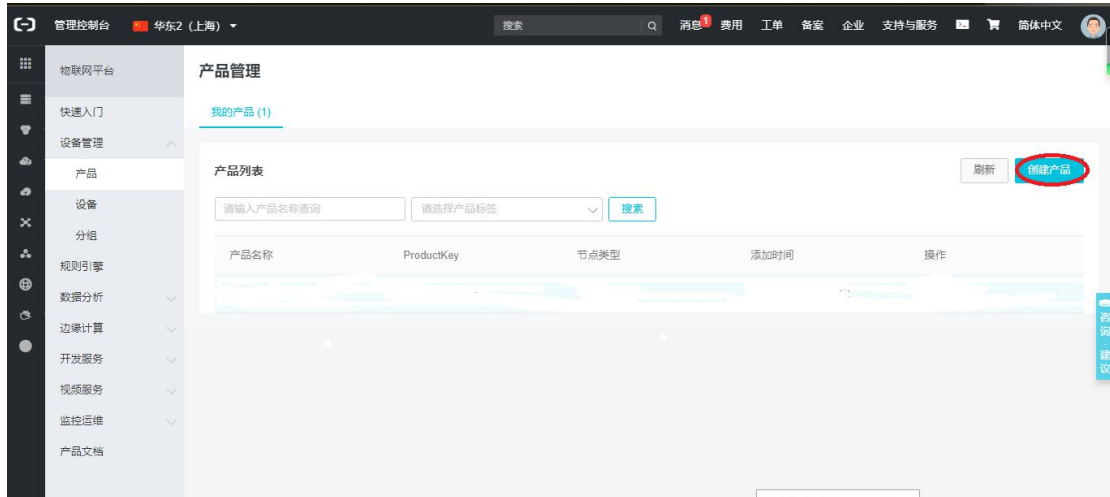 管理控制台 华东2（上海） 搜索 消息1 费用 工单 备案 企业 支持与服务 简体中文
物联网平台
快速入门
设备管理
产品
设备
分组
规则引擎
数据分析
边缘计算
开发服务
视频服务
监控运维
产品文档
产品管理
我的产品 (1)
产品列表
刷新 创建产品
请输入产品名称查询 请选择产品标签 搜索
产品名称 ProductKey 节点类型 添加时间 操作
咨询·建议